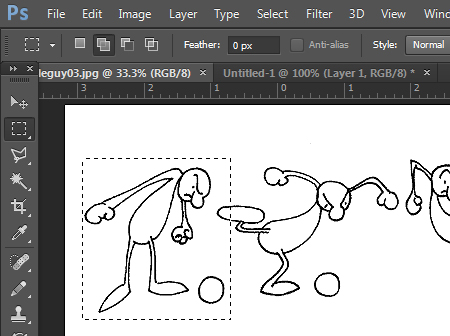 Ps File Edit Image Layer Type Select Filter 3D View
Feather: 0 px Anti-alias Style: Normal
leguy03.jpg @ 33.3% (RGB/8) × Untitled-1 @ 100% (Layer 1, RGB/8) * ×
3 2 1 0 1 2